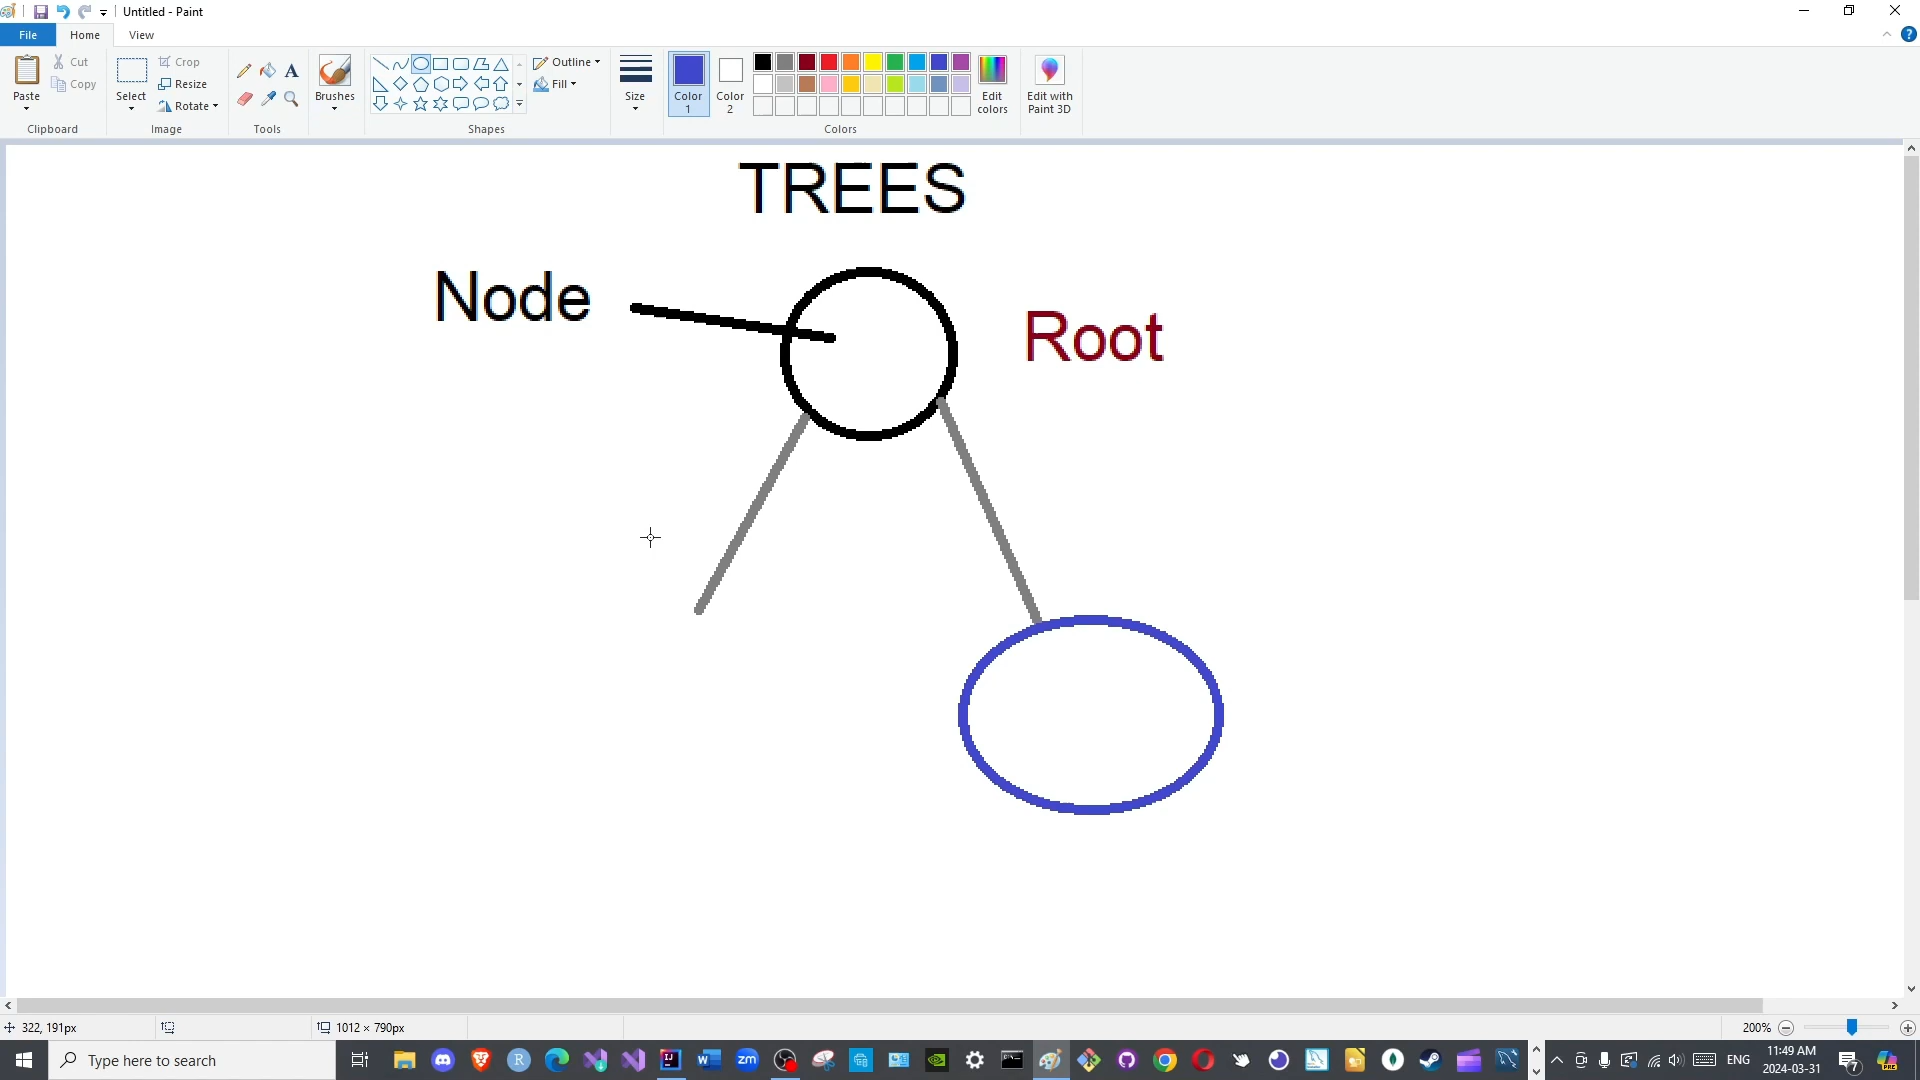 Untitled - Paint
File Home View
Paste Cut Copy Clipboard
Select Crop Resize Rotate Image
Tools
Brushes
Outline Fill Shapes
Size
Color 1 Color 2 Edit colors Colors
Edit with Paint 3D
TREES
Node
Root
322, 191px
1012 × 790px
200%
Type here to search
ENG
11:49 AM
2024-03-31
7